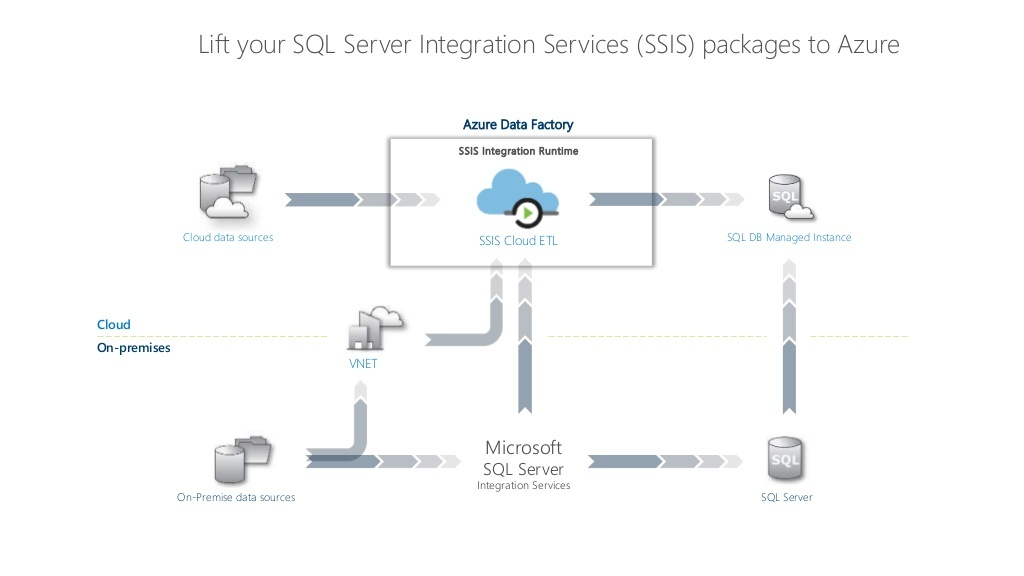 Lift your SQL Server Integration Services (SSIS) packages to Azure
Azure Data Factory
SSIS Integration Runtime
SQL
Cloud data sources
SSIS Cloud ETL
SQL DB Managed Instance
Cloud
On-premises
VNET
Microsoft
SQL Server
Integration Services
SQL
On-Premise data sources
SQL Server